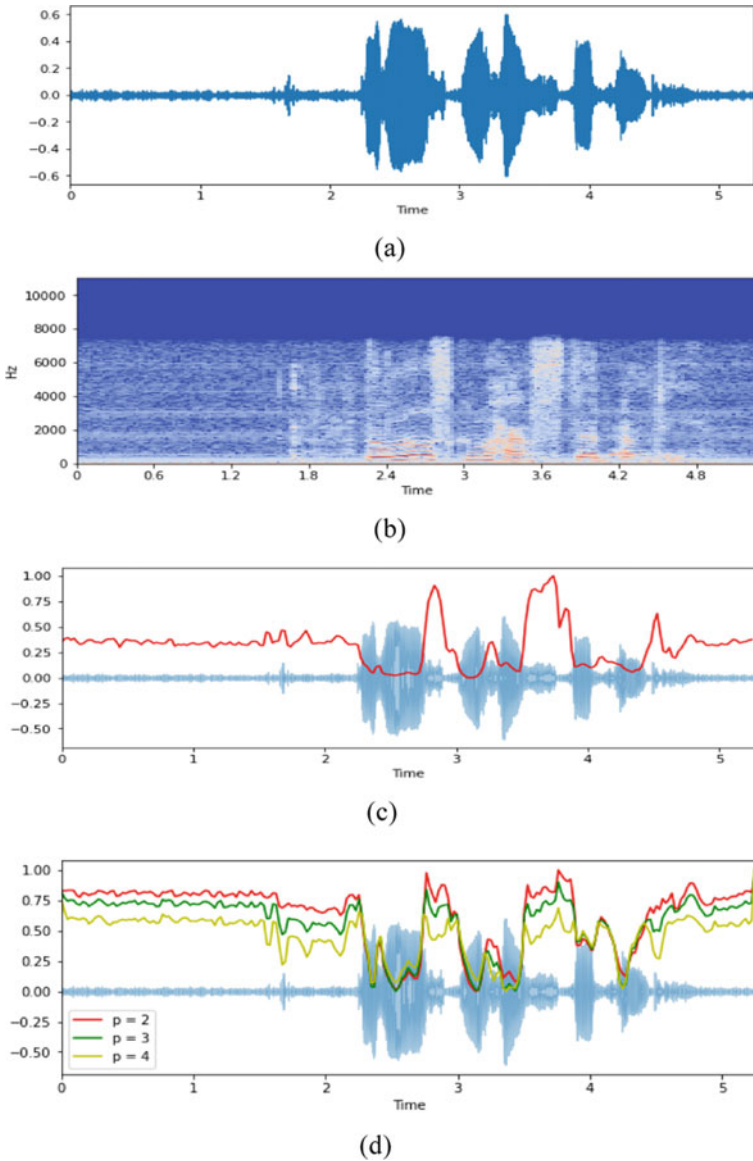 0.6
0.4
0.2
0.0
−0.2
−0.4
−0.6
0 1 2 3 4 5
Time
(a)
10000
8000
6000
4000
2000
0
Hz
0 0.6 1.2 1.8 2.4 3 3.6 4.2 4.8
Time
(b)
1.00
0.75
0.50
0.25
0.00
−0.25
−0.50
0 1 2 3 4 5
Time
(c)
1.00
0.75
0.50
0.25
0.00
−0.25
−0.50
p = 2
p = 3
p = 4
0 1 2 3 4 5
Time
(d)